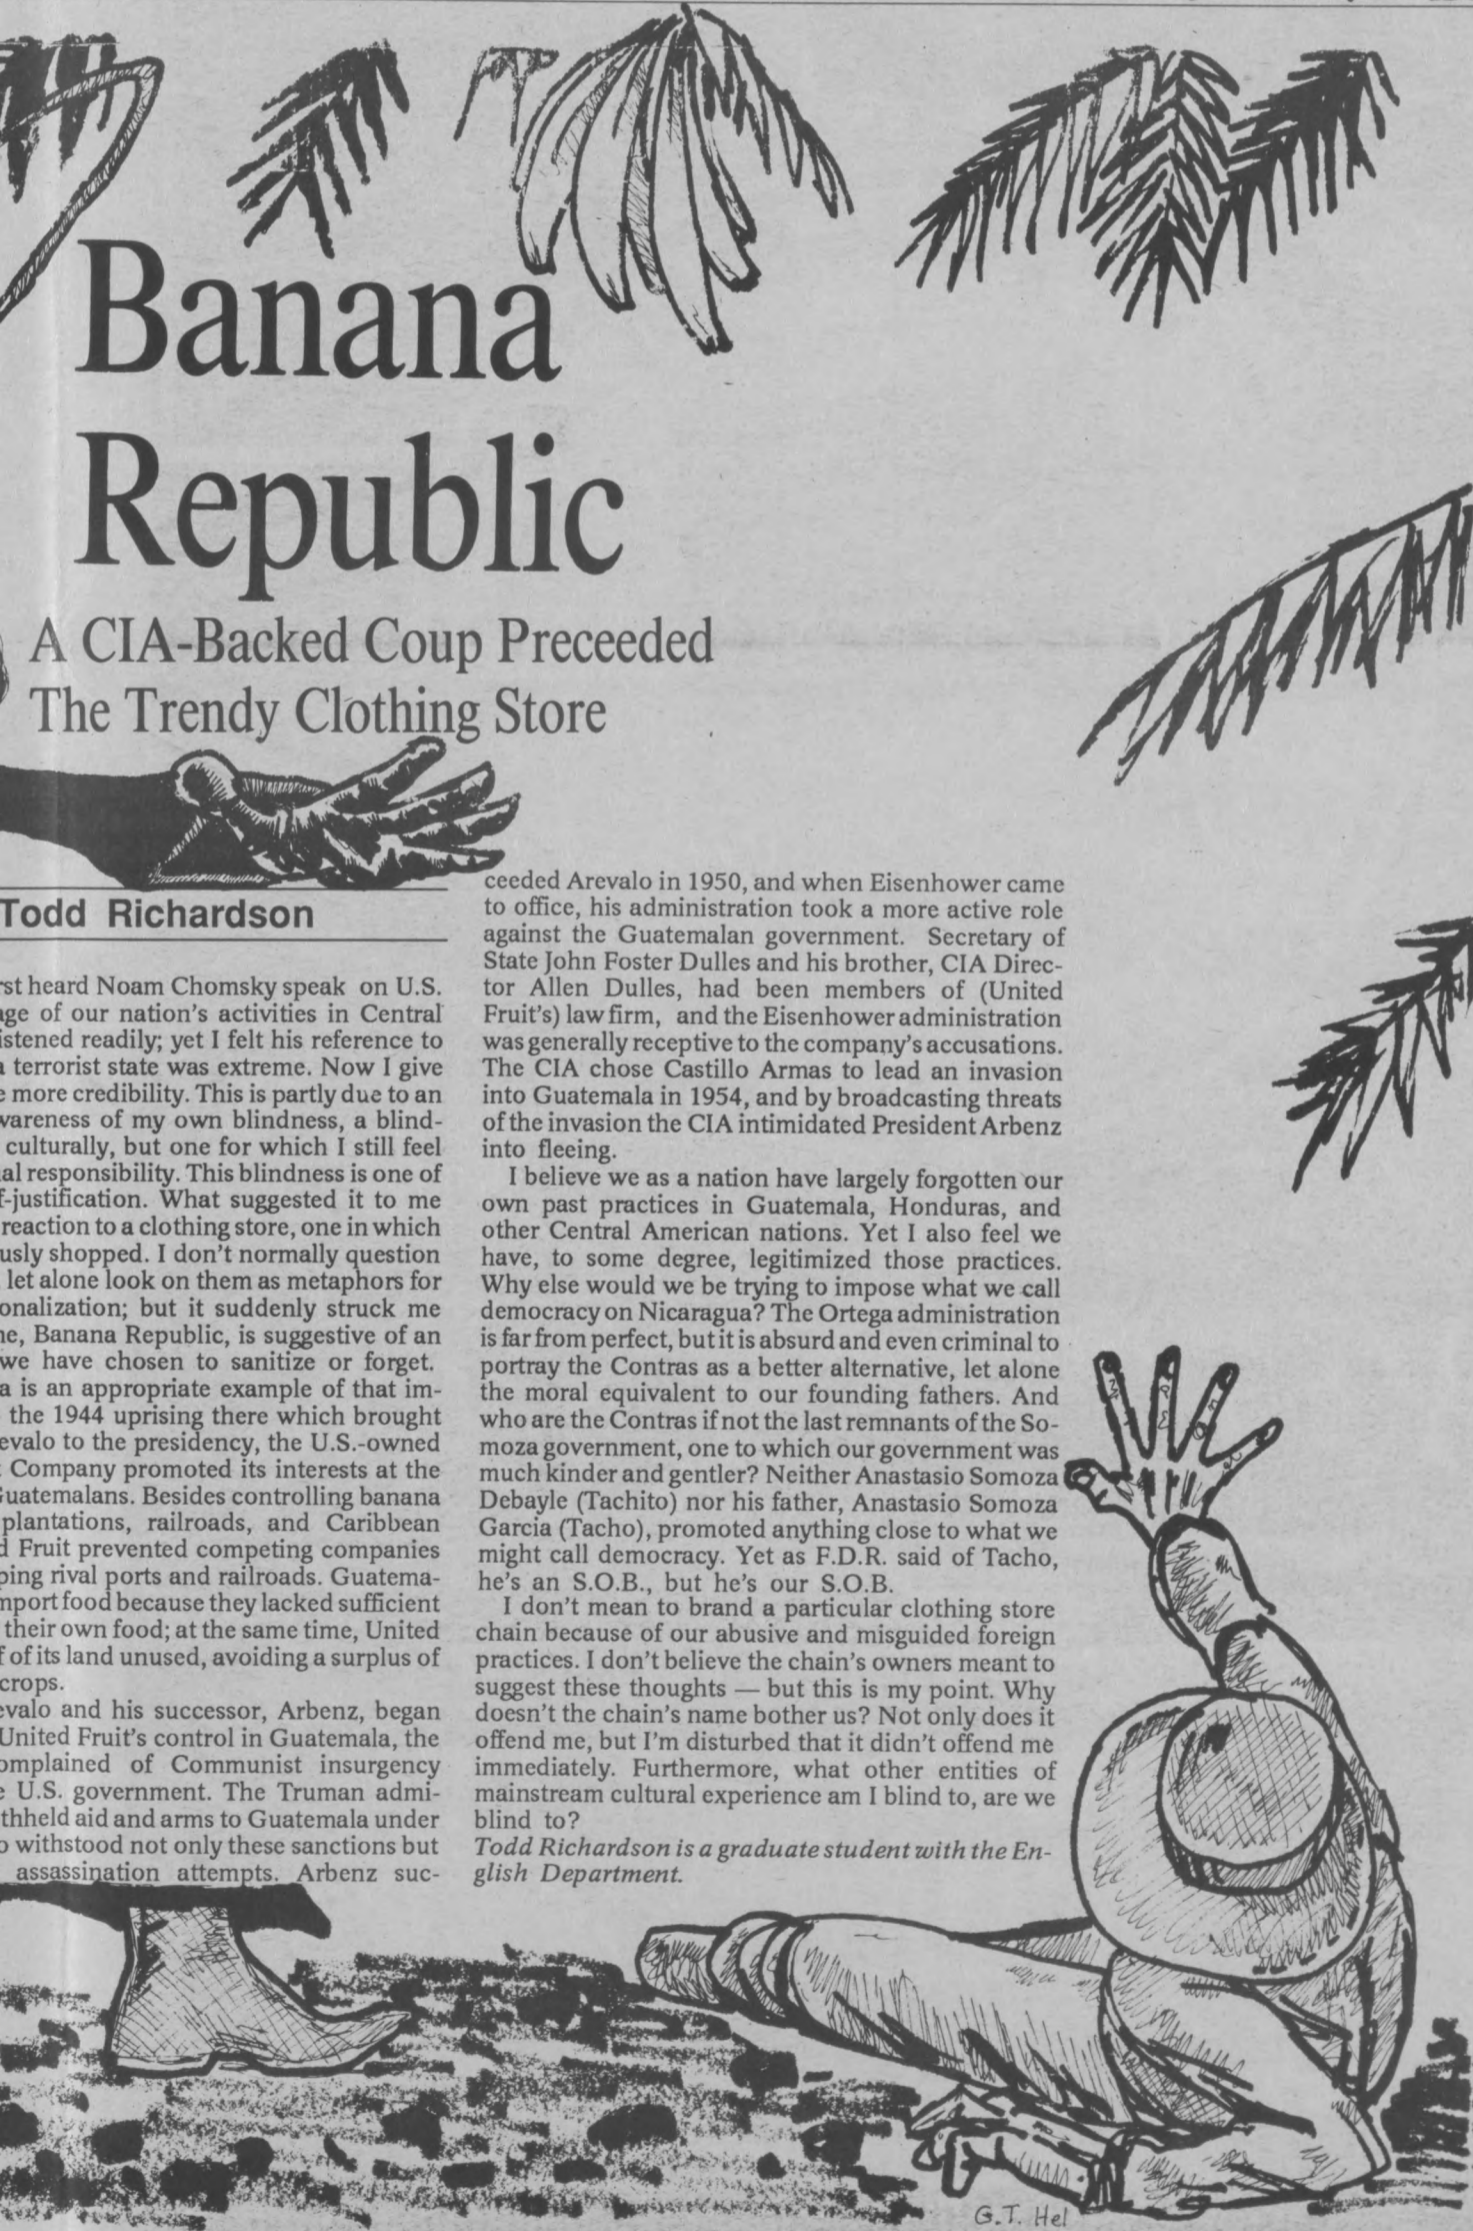 Banana
Republic
A CIA-Backed Coup Preceeded
The Trendy Clothing Store
Todd Richardson
heard Noam Chomsky speak on U.S.
of our nation's activities in Central
readily; yet I felt his reference to
terrorist state was extreme. Now I give
more credibility. This is partly due to an
of my own blindness, a blind-
culturally, but one for which I still feel
responsibility. This blindness is one of
-justification. What suggested it to me
reaction to a clothing store, one in which
shopped. I don't normally question
let alone look on them as metaphors for
but it suddenly struck me
Banana Republic, is suggestive of an
we have chosen to sanitize or forget.
is an appropriate example of that im-
the 1944 uprising there which brought
to the presidency, the U.S.-owned
Company promoted its interests at the
Guatemalans. Besides controlling banana
plantations, railroads, and Caribbean
Fruit prevented competing companies
rival ports and railroads. Guatema-
import food because they lacked sufficient
their own food; at the same time, United
of its land unused, avoiding a surplus of
crops.
and his successor, Arbenz, began
United Fruit's control in Guatemala, the
of Communist insurgency
U.S. government. The Truman admi-
aid and arms to Guatemala under
withstood not only these sanctions but
assassination attempts. Arbenz suc-
ceeded Arevalo in 1950, and when Eisenhower came
to office, his administration took a more active role
against the Guatemalan government. Secretary of
State John Foster Dulles and his brother, CIA Direc-
tor Allen Dulles, had been members of (United
Fruit's) law firm, and the Eisenhower administration
was generally receptive to the company's accusations.
The CIA chose Castillo Armas to lead an invasion
into Guatemala in 1954, and by broadcasting threats
of the invasion the CIA intimidated President Arbenz
into fleeing.
I believe we as a nation have largely forgotten our
own past practices in Guatemala, Honduras, and
other Central American nations. Yet I also feel we
have, to some degree, legitimized those practices.
Why else would we be trying to impose what we call
democracy on Nicaragua? The Ortega administration
is far from perfect, but it is absurd and even criminal to
portray the Contras as a better alternative, let alone
the moral equivalent to our founding fathers. And
who are the Contras if not the last remnants of the So-
moza government, one to which our government was
much kinder and gentler? Neither Anastasio Somoza
Debayle (Tachito) nor his father, Anastasio Somoza
Garcia (Tacho), promoted anything close to what we
might call democracy. Yet as F.D.R. said of Tacho,
he's an S.O.B., but he's our S.O.B.
I don't mean to brand a particular clothing store
chain because of our abusive and misguided foreign
practices. I don't believe the chain's owners meant to
suggest these thoughts — but this is my point. Why
doesn't the chain's name bother us? Not only does it
offend me, but I'm disturbed that it didn't offend me
immediately. Furthermore, what other entities of
mainstream cultural experience am I blind to, are we
blind to?
Todd Richardson is a graduate student with the En-
glish Department.
G.T. Hel